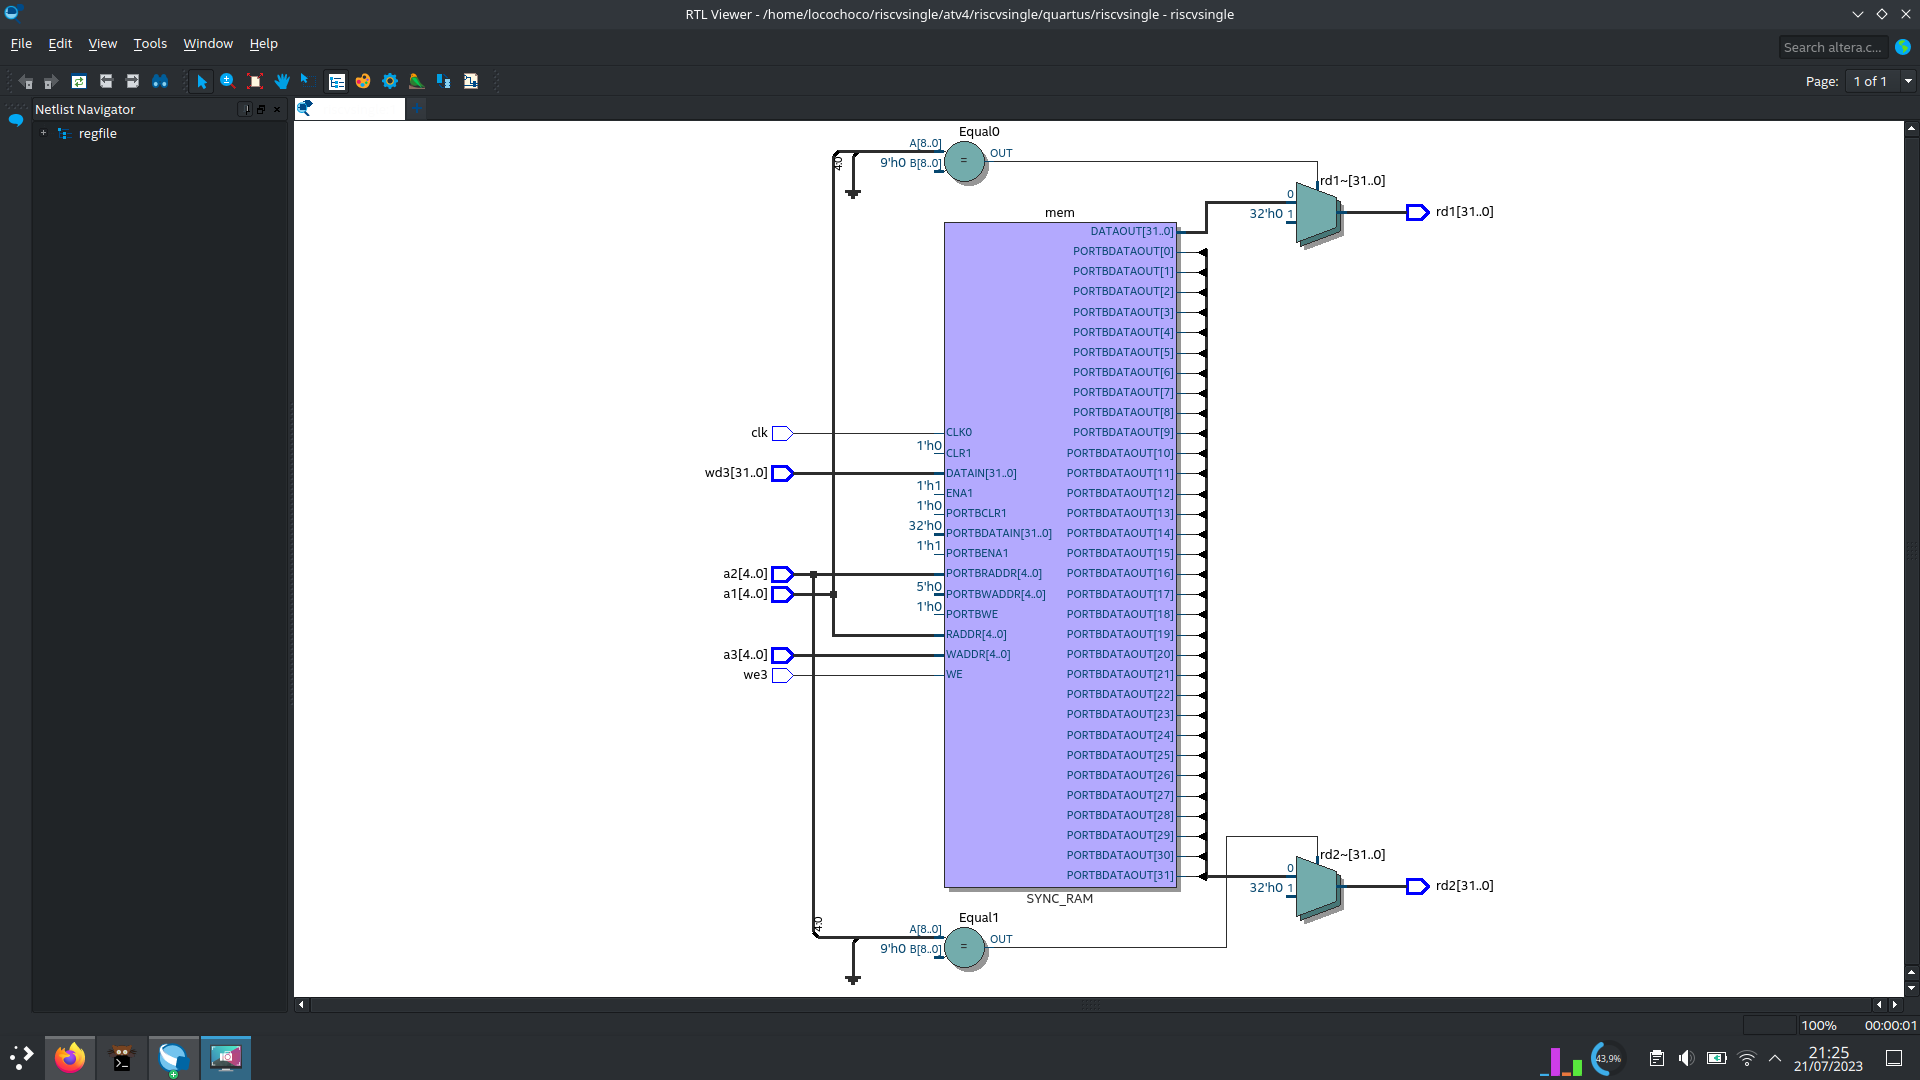 RTL Viewer - /home/locochoco/riscvsingle/atv4/riscvsingle/quartus/riscvsingle - riscvsingle
File Edit View Tools Window Help
Search altera.c...
Page: 1 of 1
Netlist Navigator
regfile
Equal0
A[8..0]
9'h0 B[8..0]
=
OUT
4:0
rd1~[31..0]
0
32'h0 1
rd1[31..0]
mem
DATAOUT[31..0]
PORTBDATAOUT[0]
PORTBDATAOUT[1]
PORTBDATAOUT[2]
PORTBDATAOUT[3]
PORTBDATAOUT[4]
PORTBDATAOUT[5]
PORTBDATAOUT[6]
PORTBDATAOUT[7]
PORTBDATAOUT[8]
PORTBDATAOUT[9]
PORTBDATAOUT[10]
PORTBDATAOUT[11]
PORTBDATAOUT[12]
PORTBDATAOUT[13]
PORTBDATAOUT[14]
PORTBDATAOUT[15]
PORTBDATAOUT[16]
PORTBDATAOUT[17]
PORTBDATAOUT[18]
PORTBDATAOUT[19]
PORTBDATAOUT[20]
PORTBDATAOUT[21]
PORTBDATAOUT[22]
PORTBDATAOUT[23]
PORTBDATAOUT[24]
PORTBDATAOUT[25]
PORTBDATAOUT[26]
PORTBDATAOUT[27]
PORTBDATAOUT[28]
PORTBDATAOUT[29]
PORTBDATAOUT[30]
PORTBDATAOUT[31]
clk
CLK0
1'h0
CLR1
wd3[31..0]
DATAIN[31..0]
1'h1
ENA1
1'h0
PORTBCLR1
32'h0
PORTBDATAIN[31..0]
1'h1
PORTBENA1
a2[4..0]
PORTBRADDR[4..0]
5'h0
a1[4..0]
PORTBWADDR[4..0]
1'h0
PORTBWE
RADDR[4..0]
a3[4..0]
WADDR[4..0]
we3
WE
SYNC_RAM
rd2~[31..0]
0
32'h0 1
rd2[31..0]
Equal1
4:0
A[8..0]
9'h0 B[8..0]
=
OUT
100% 00:00:01
43,9%
21:25
21/07/2023